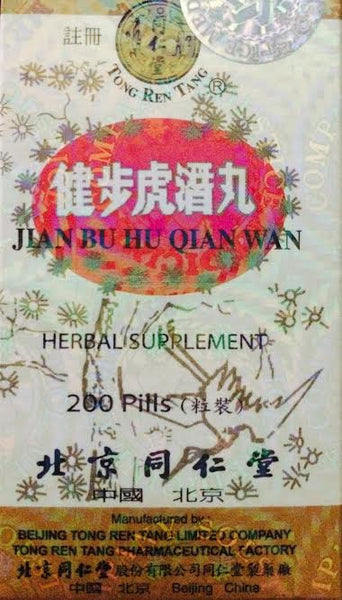 註冊
同仁堂
TONG REN TANG ®
健步虎潛丸
JIAN BU HU QIAN WAN
HERBAL SUPPLEMENT
200 Pills (粒裝)
北京同仁堂
中國 北京
Manufactured by :
BEIJING TONG REN TANG LIMITED COMPANY
TONG REN TANG PHARMACEUTICAL FACTORY
北京同仁堂股份有限公司同仁堂製藥廠
中國 北京 Beijing China